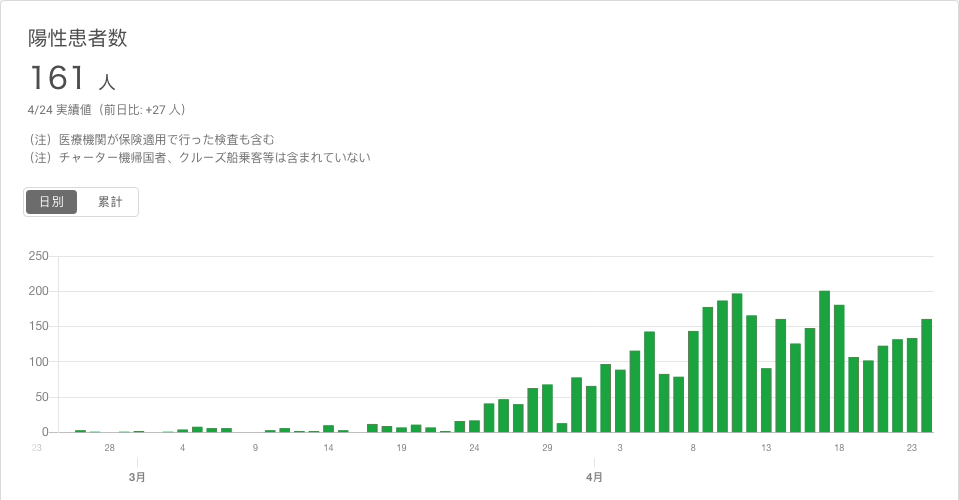 陽性患者数
161 人
4/24 実績値（前日比: +27 人）
（注）医療機関が保険適用で行った検査も含む
（注）チャーター機帰国者、クルーズ船乗客等は含まれていない
日別 累計
250
200
150
100
50
0
23 28 4 9 14 19 24 29 3 8 13 18 23
3月 4月